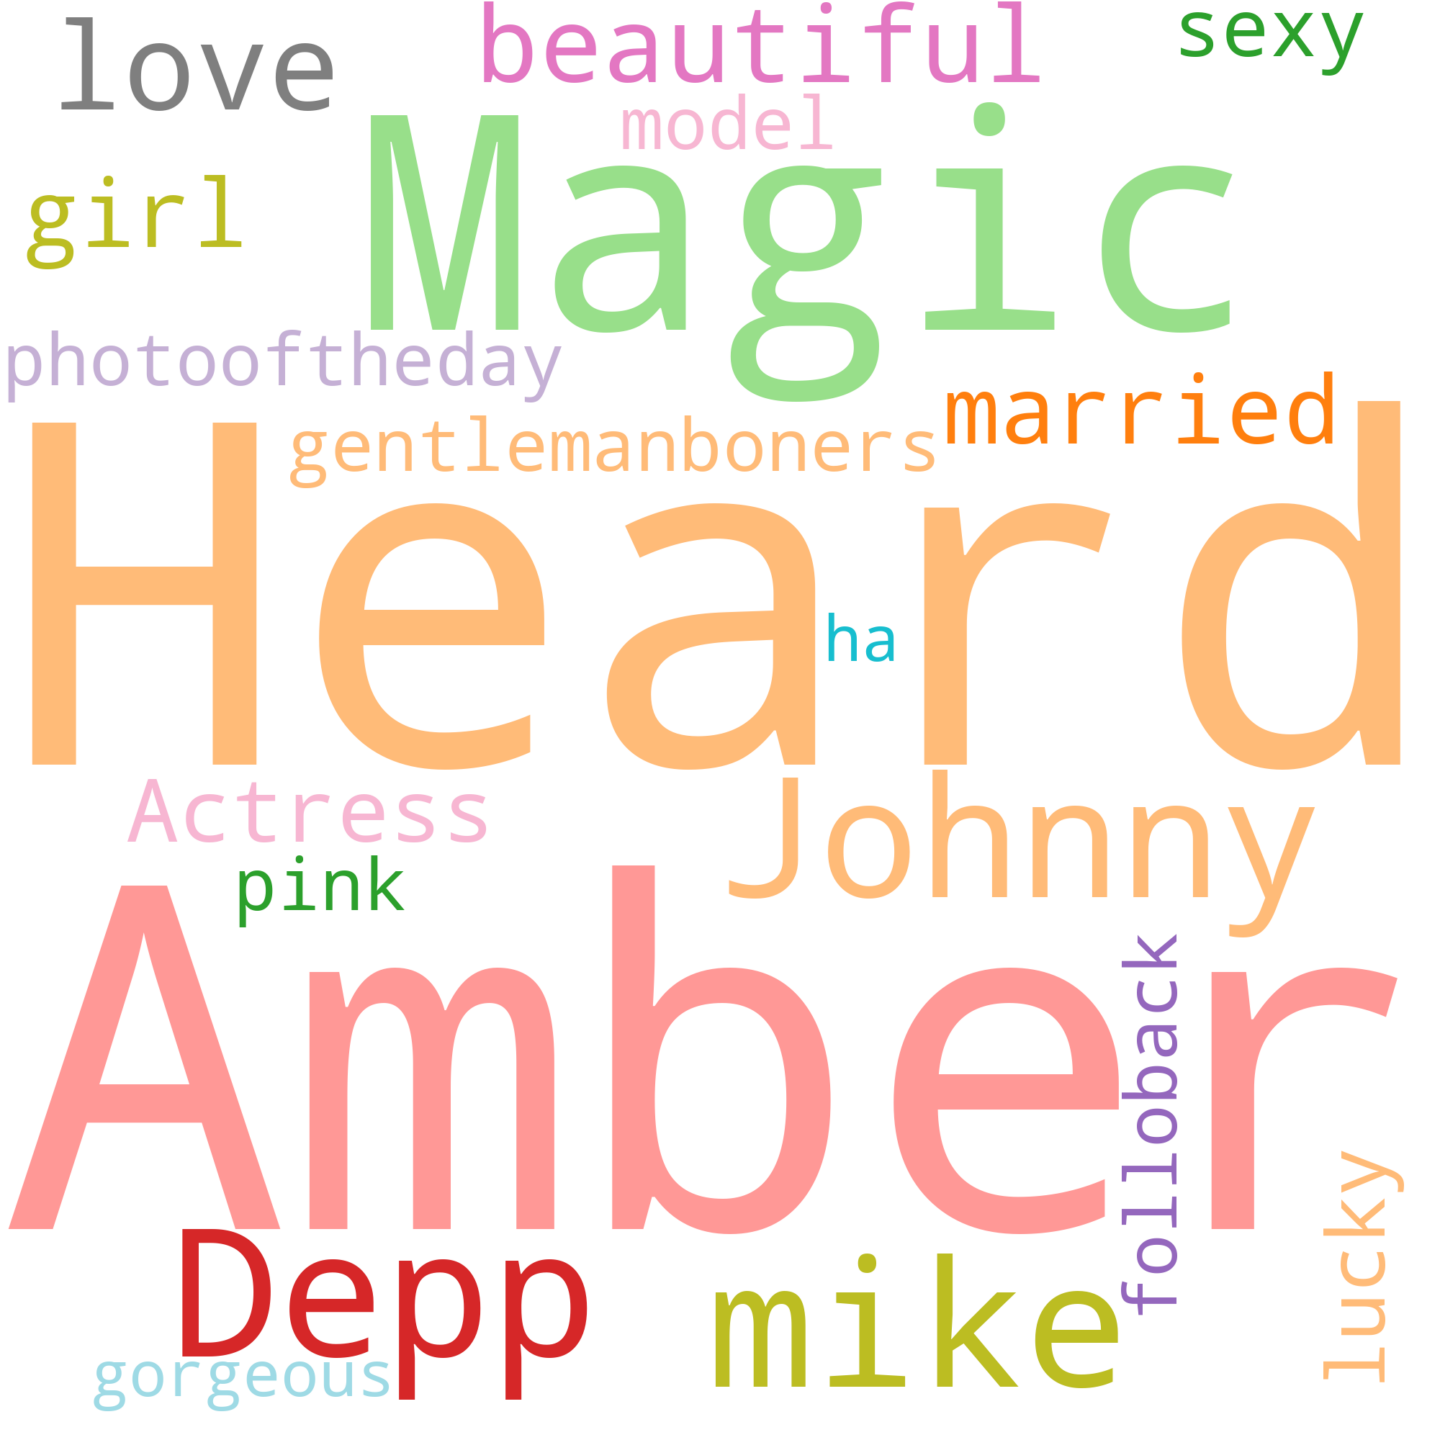 love
beautiful
sexy
model
Magic
girl
photooftheday
married
gentlemanboners
Heard
ha
Actress
Johnny
pink
Amber
folloback
lucky
Depp
mike
gorgeous